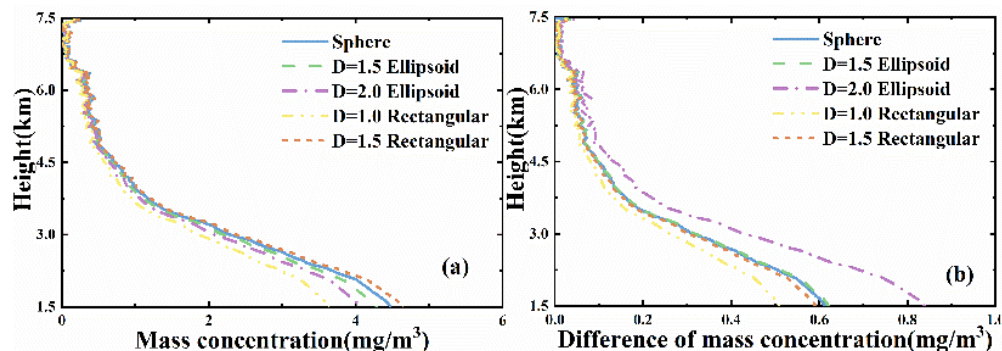 7.5
6.0
4.5
3.0
1.5
Height(km)
Sphere
D=1.5 Ellipsoid
D=2.0 Ellipsoid
D=1.0 Rectangular
D=1.5 Rectangular
(a)
0 2 4 6
Mass concentration(mg/m³)
7.5
6.0
4.5
3.0
1.5
Height(km)
Sphere
D=1.5 Ellipsoid
D=2.0 Ellipsoid
D=1.0 Rectangular
D=1.5 Rectangular
(b)
0.0 0.2 0.4 0.6 0.8 1.0
Difference of mass concentration(mg/m³)